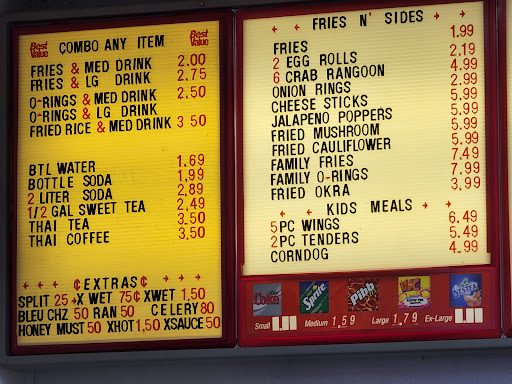 Best Value COMBO ANY ITEM Best Value
FRIES & MED DRINK 2.00
FRIES & LG DRINK 2.75
O-RINGS & MED DRINK 2.50
O-RINGS & LG DRINK
FRIED RICE & MED DRINK 3 50
BTL WATER 1.69
BOTTLE SODA 1.99
2 LITER SODA 2.89
1/2 GAL SWEET TEA 2.49
THAI TEA 3.50
THAI COFFEE 3.50
¢EXTRAS¢
SPLIT 25 X WET 75¢ XWET 1.50
BLEU CHZ 50 RAN 50 CELERY 80
HONEY MUST 50 XHOT 1.50 XSAUCE 50
FRIES N' SIDES
FRIES 1.99
2 EGG ROLLS 2.19
6 CRAB RANGOON 4.99
ONION RINGS 2.99
CHEESE STICKS 5.99
JALAPENO POPPERS 5.99
FRIED MUSHROOM 5.99
FRIED CAULIFLOWER 5.99
FAMILY FRIES 7.49
FAMILY O-RINGS 7.99
FRIED OKRA 3.99
KIDS MEALS
5PC WINGS 6.49
2PC TENDERS 5.49
CORNDOG 4.99
Coke Sprite Pibb
Small Medium 1.59 Large 1.79 Ex-Large